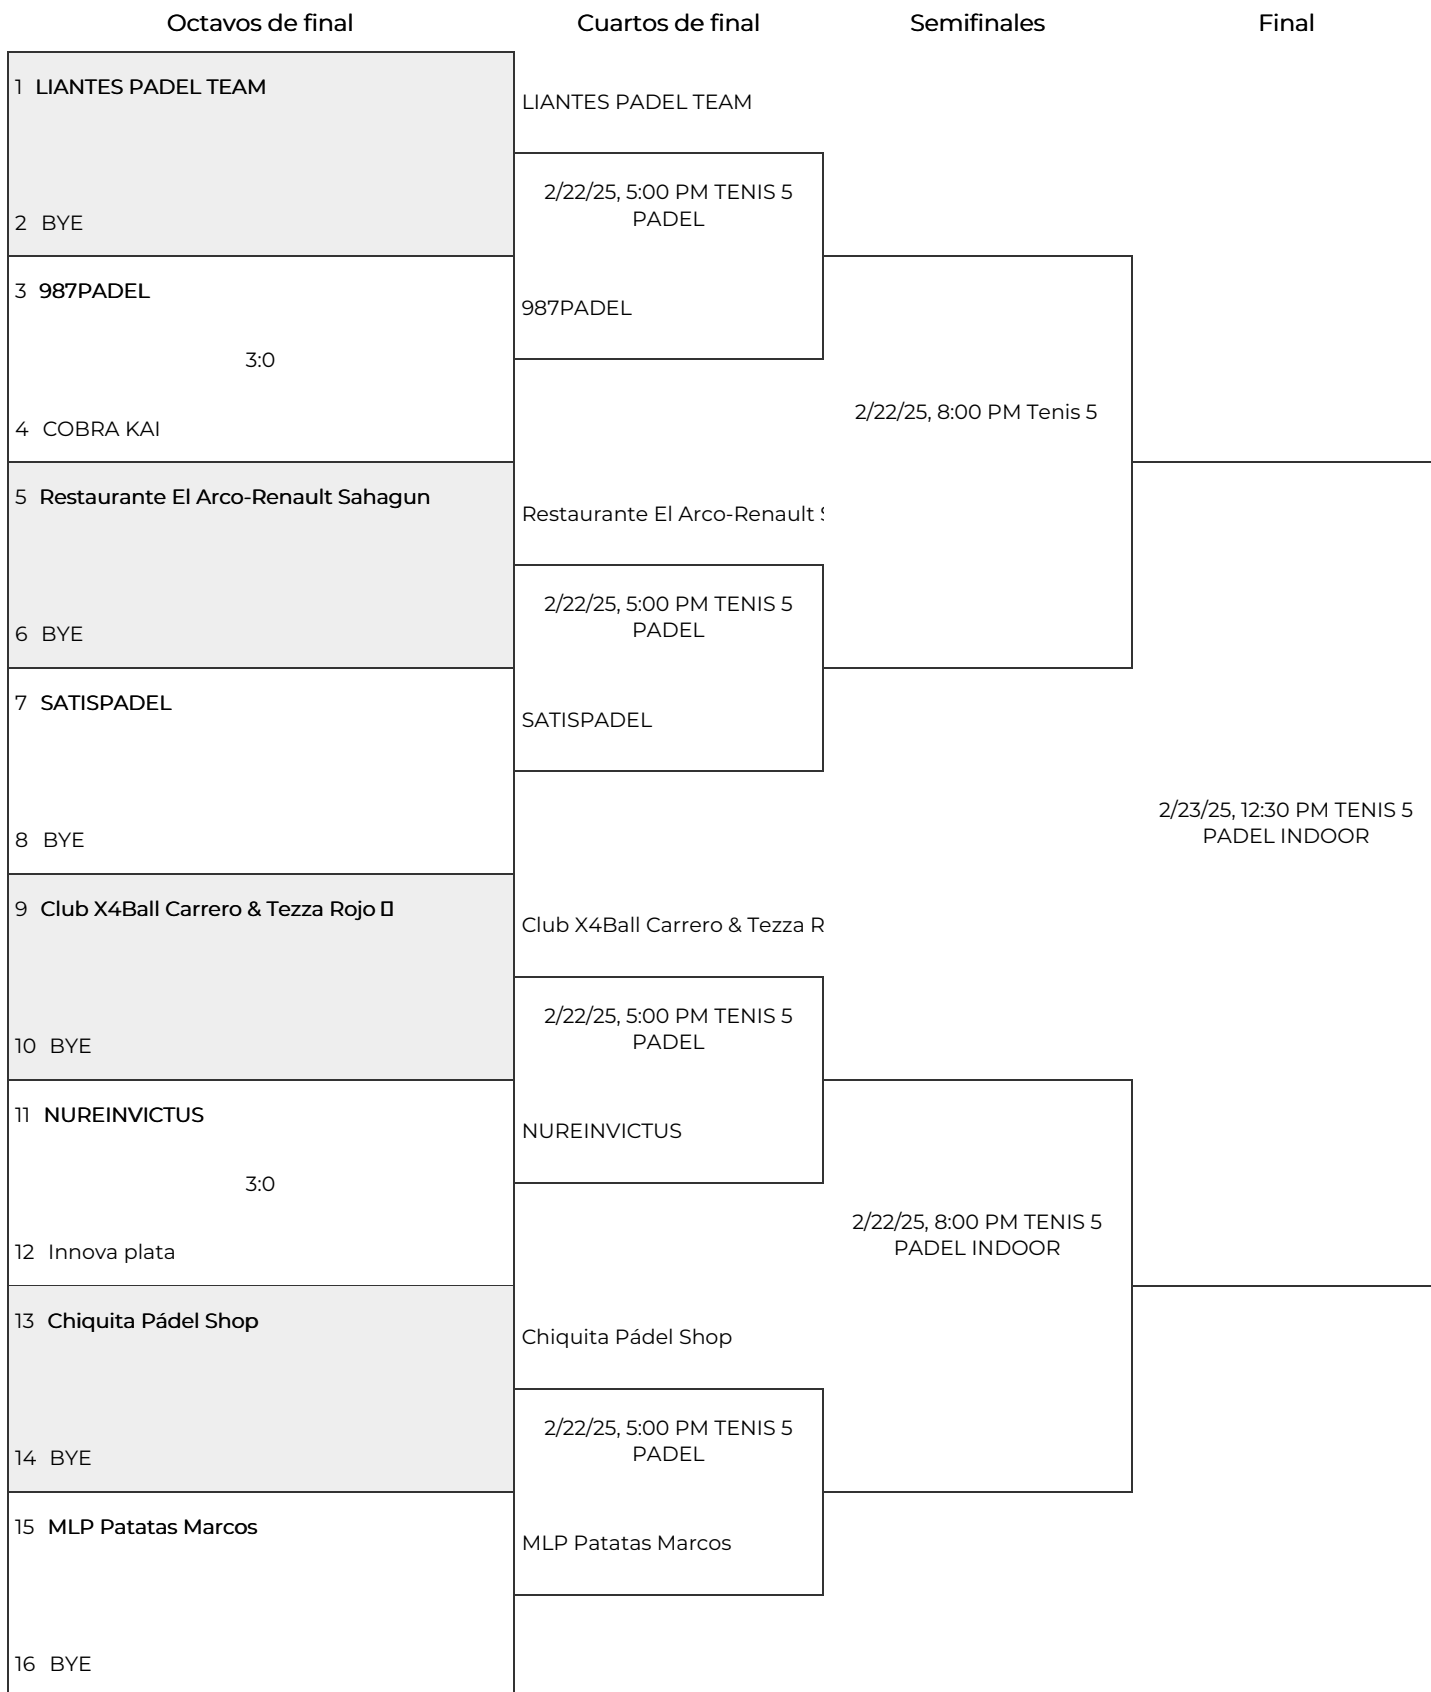 Octavos de final
Cuartos de final
Semifinales
Final
1 LIANTES PADEL TEAM
2 BYE
3 987PADEL
3:0
4 COBRA KAI
5 Restaurante El Arco-Renault Sahagun
6 BYE
7 SATISPADEL
8 BYE
9 Club X4Ball Carrero & Tezza Rojo
10 BYE
11 NUREINVICTUS
3:0
12 Innova plata
13 Chiquita Pádel Shop
14 BYE
15 MLP Patatas Marcos
16 BYE
LIANTES PADEL TEAM
2/22/25, 5:00 PM TENIS 5
PADEL
987PADEL
Restaurante El Arco-Renault
2/22/25, 5:00 PM TENIS 5
PADEL
SATISPADEL
Club X4Ball Carrero & Tezza R
2/22/25, 5:00 PM TENIS 5
PADEL
NUREINVICTUS
Chiquita Pádel Shop
2/22/25, 5:00 PM TENIS 5
PADEL
MLP Patatas Marcos
2/22/25, 8:00 PM Tenis 5
2/22/25, 8:00 PM TENIS 5
PADEL INDOOR
2/23/25, 12:30 PM TENIS 5
PADEL INDOOR